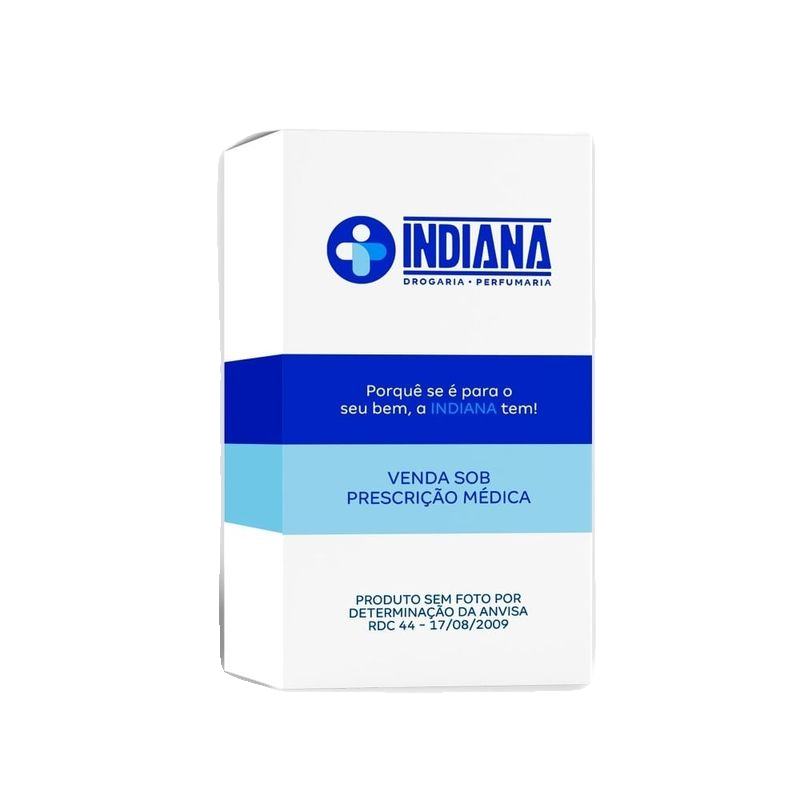 INDIANA
DROGARIA • PERFUMARIA
Porquê se é para o
seu bem, a INDIANA tem!
VENDA SOB
PRESCRIÇÃO MÉDICA
PRODUTO SEM FOTO POR
DETERMINAÇÃO DA ANVISA
RDC 44 - 17/08/2009